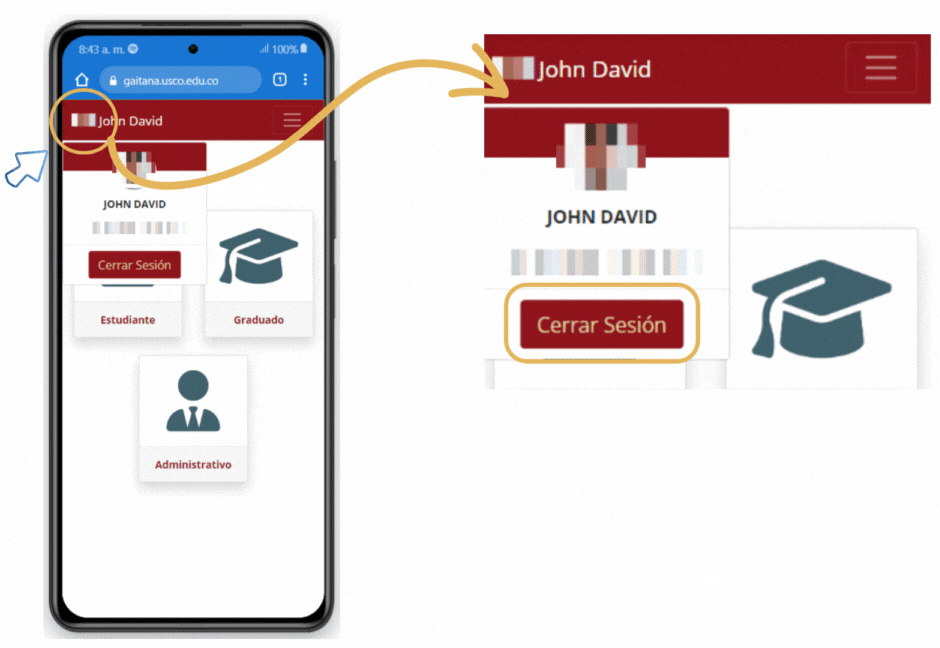 8:43 a. m.
100%
gaitana.usco.edu.co
1
John David
JOHN DAVID
Cerrar Sesión
Estudiante
Graduado
Administrativo
John David
JOHN DAVID
Cerrar Sesión